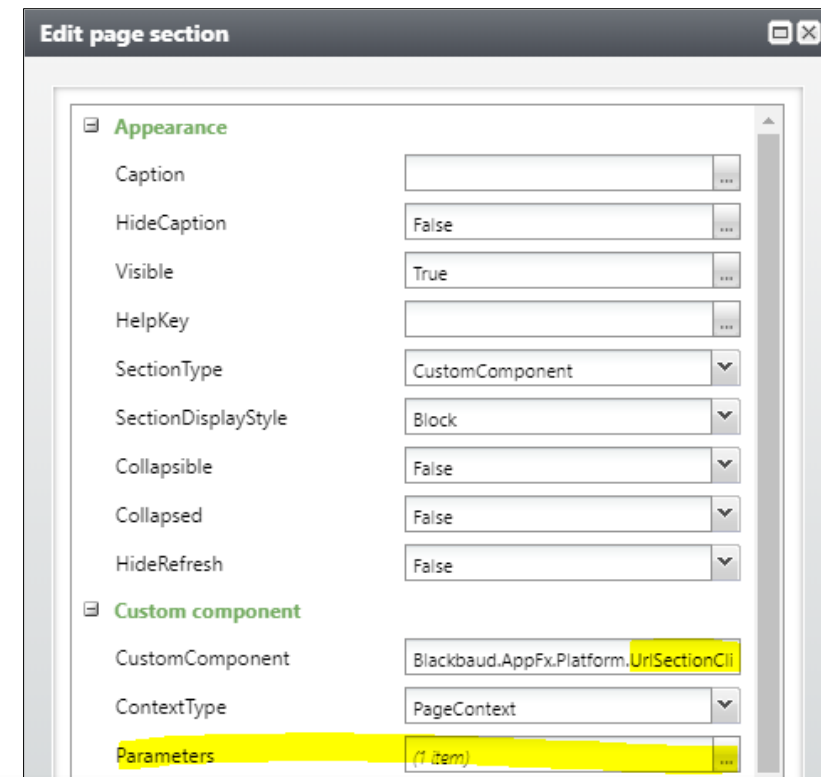 Edit page section
Appearance
Caption ...
HideCaption False ...
Visible True ...
HelpKey ...
SectionType CustomComponent
SectionDisplayStyle Block
Collapsible False
Collapsed False
HideRefresh False
Custom component
CustomComponent Blackbaud.AppFx.Platform.UrlSectionCli
ContextType PageContext
Parameters (1 item) ...